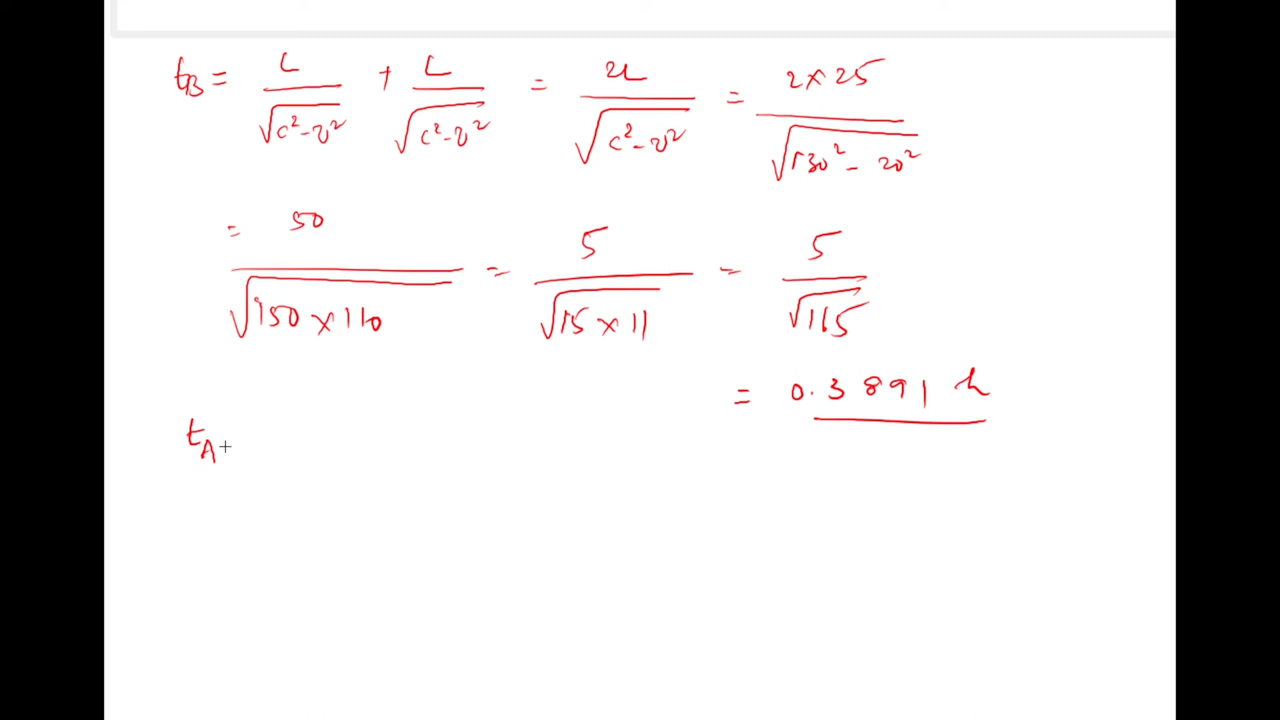 t_B = L/√(c²-v²) + L/√(c²-v²) = 2L/√(c²-v²) = 2×25/√(130²-20²)
= 50/√(150×110) = 5/√(15×11) = 5/√165
= 0.3891 h
t_A